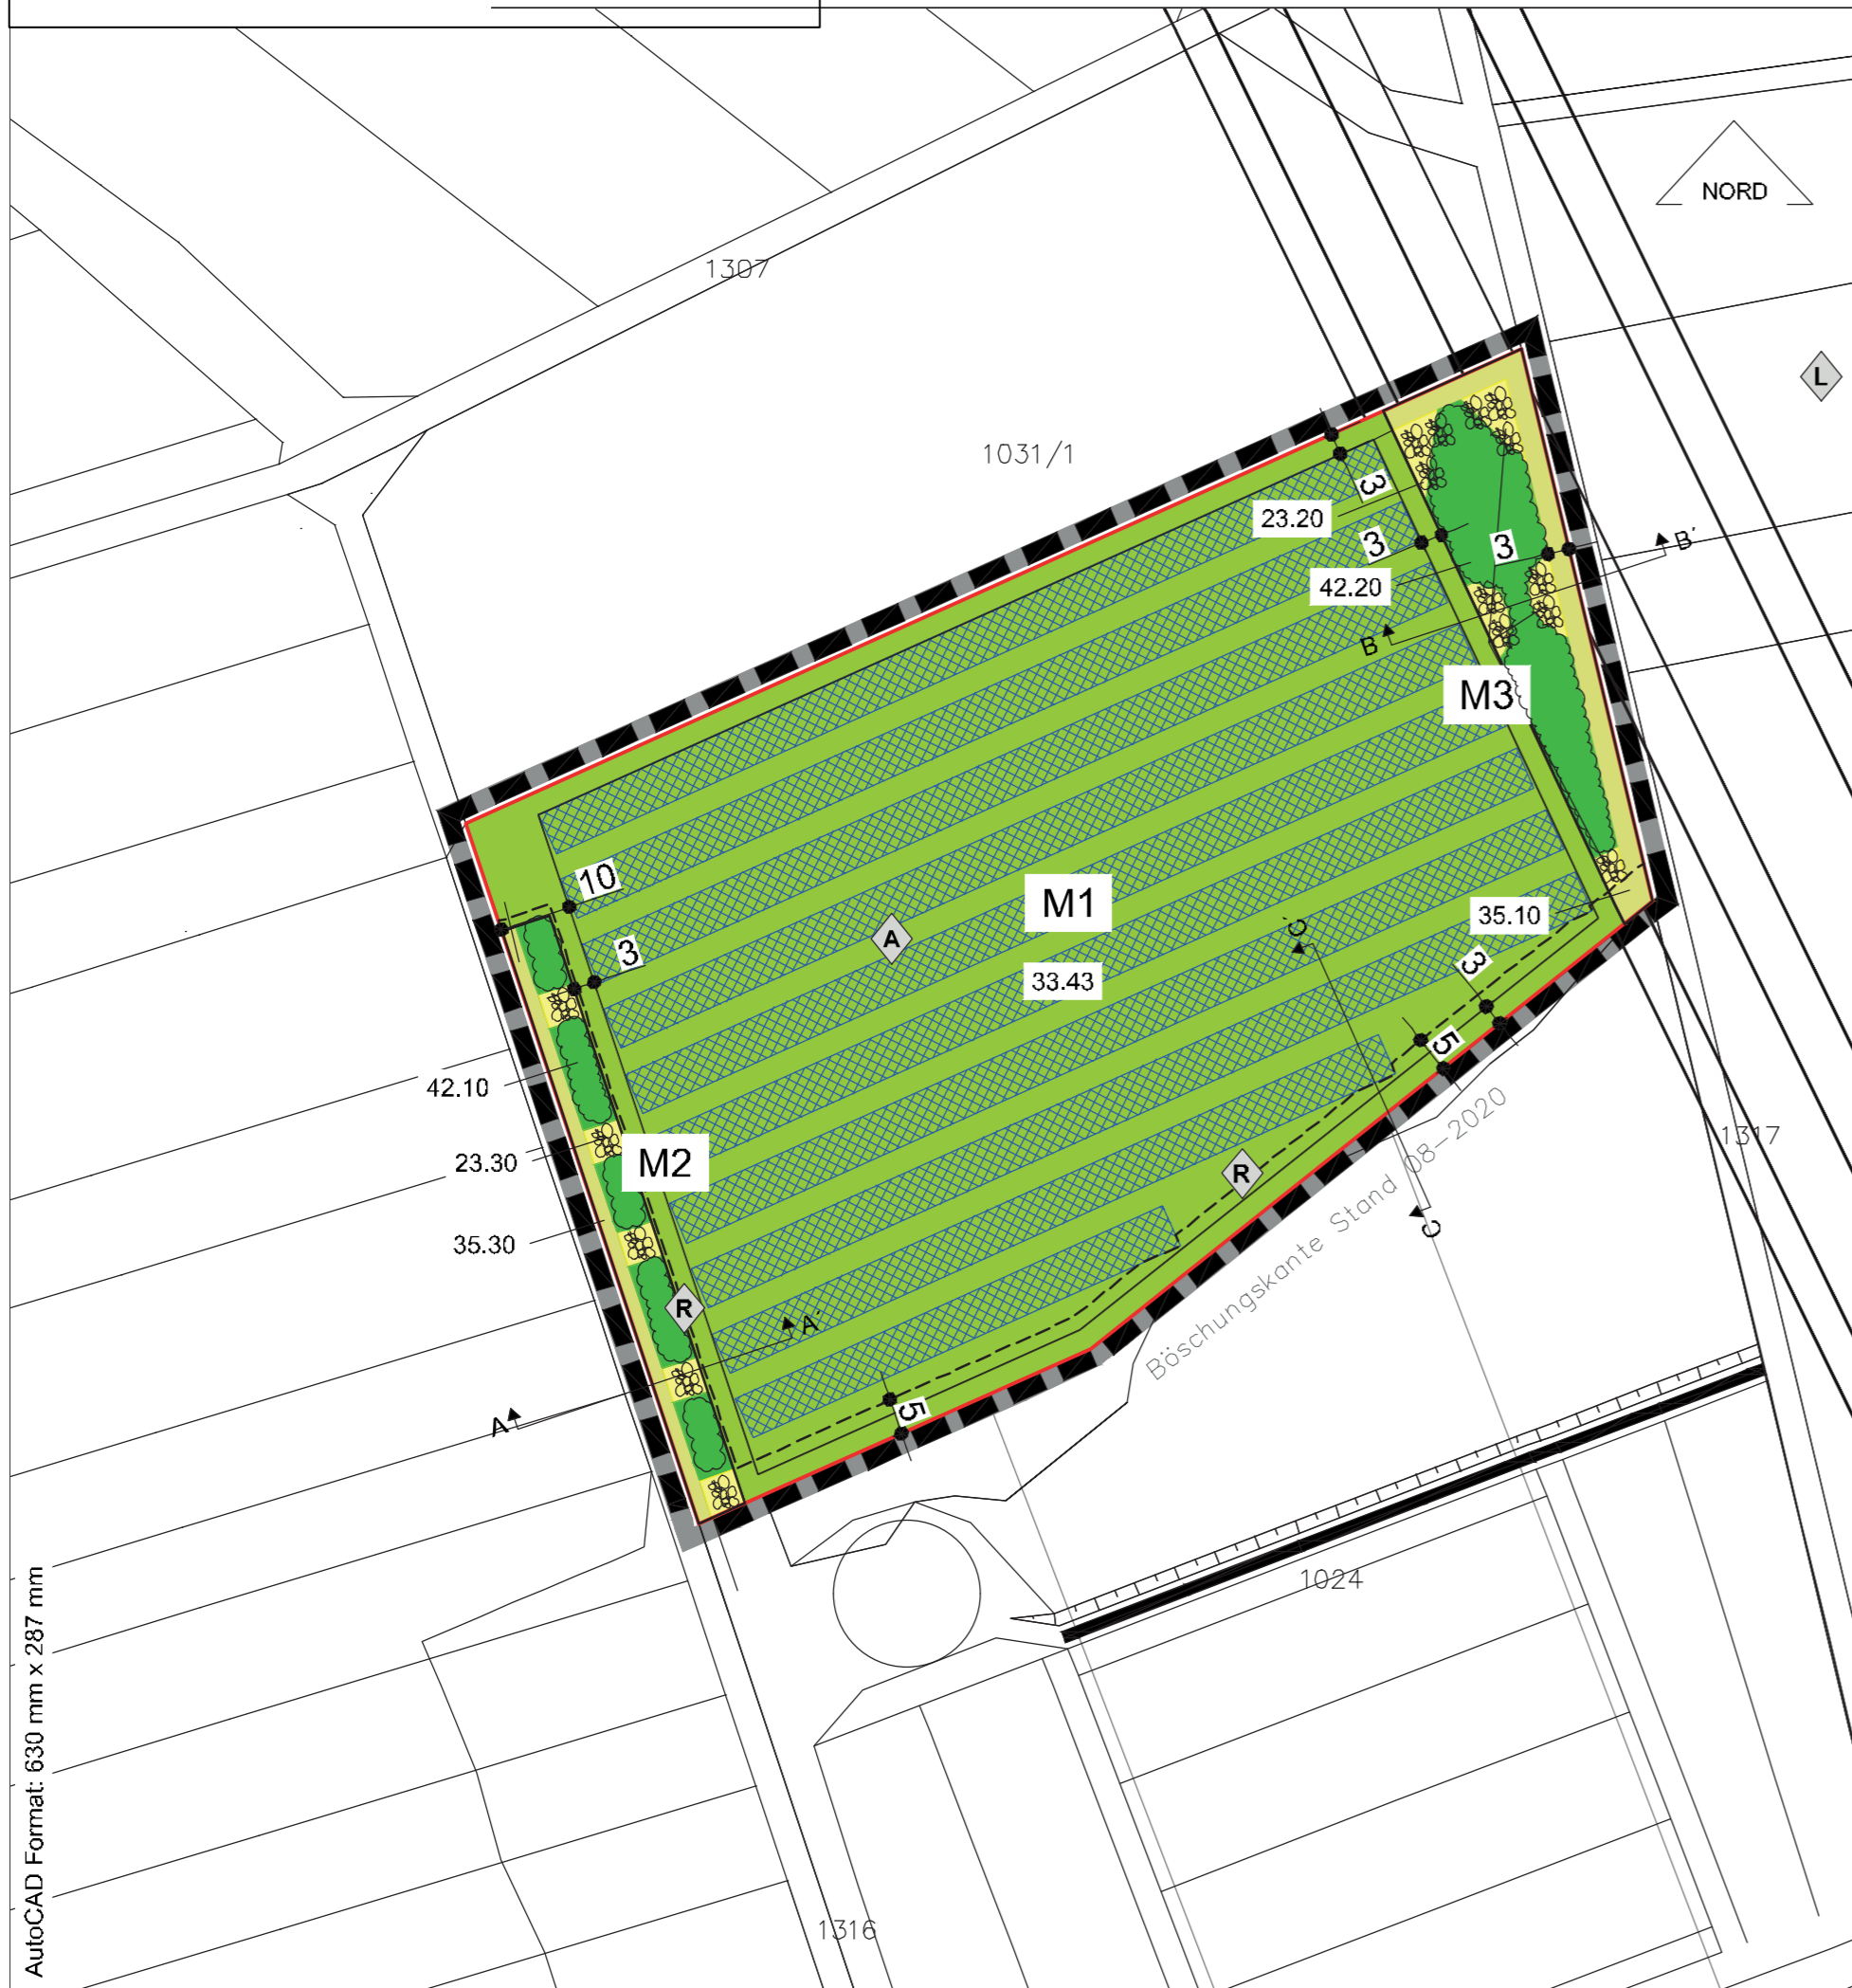 NORD
1307
L
1031/1
3
23.20
3
3
B'
42.20
B
M3
10
M1
35.10
A
C'
3
33.43
3
5
42.10
Böschungskante Stand 08-2020
1317
23.30
M2
R
35.30
C
R
A'
5
A
1024
AutoCAD Format: 630 mm x 287 mm
1316